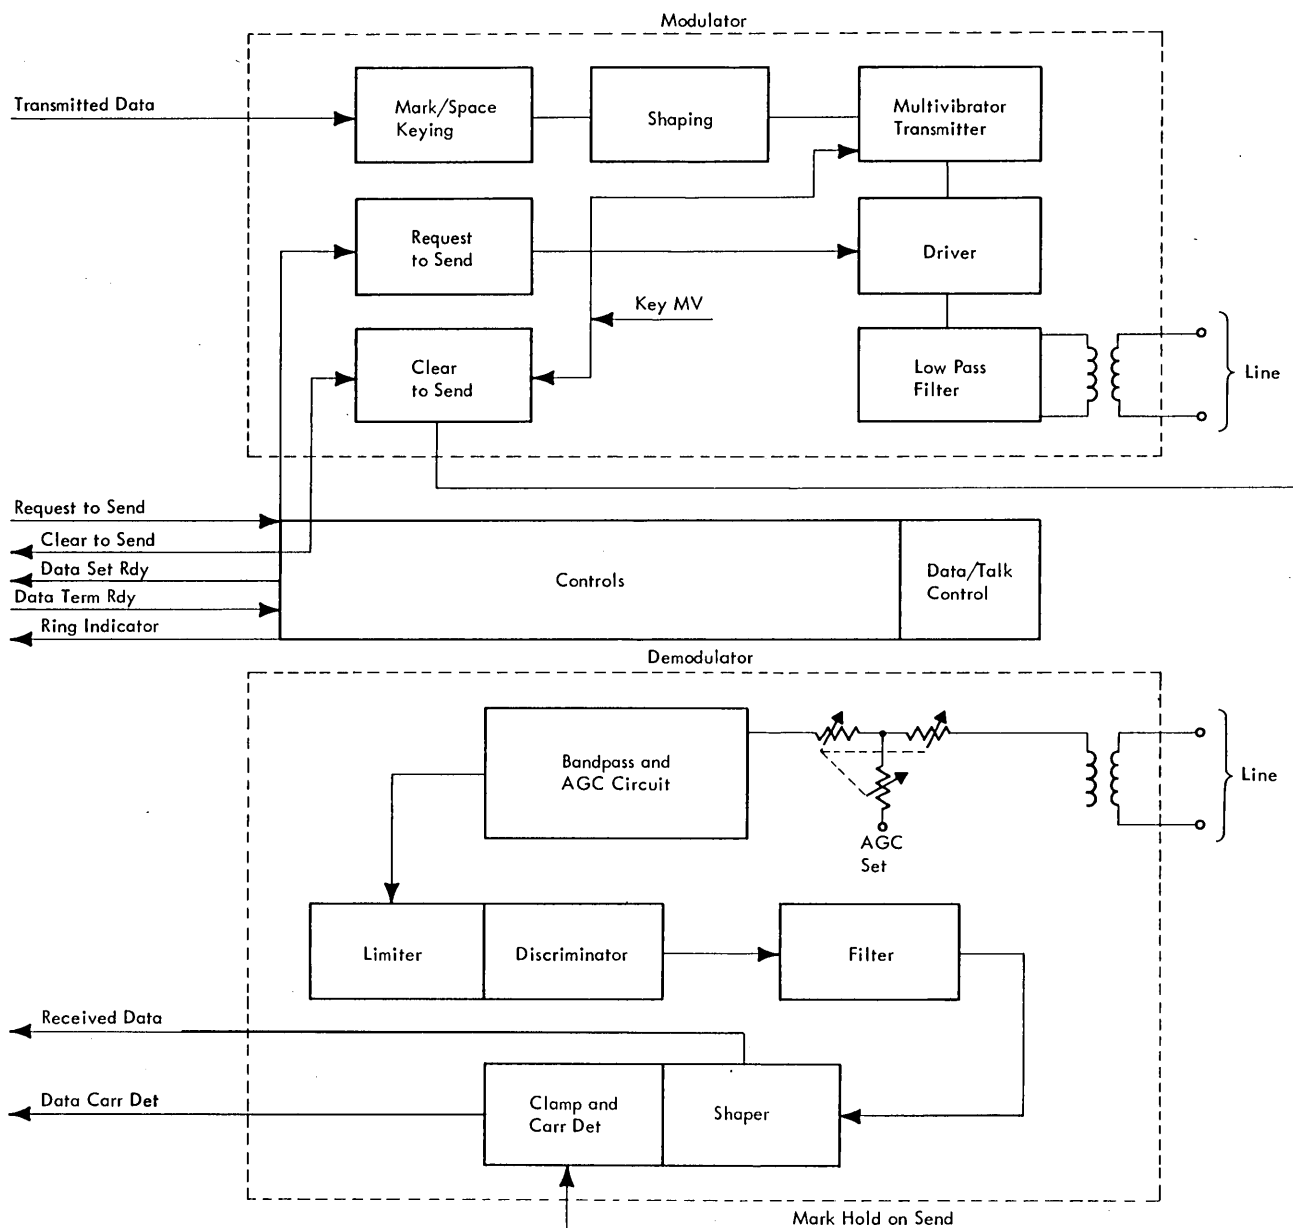 Modulator
Transmitted Data
Mark/Space
Keying
Shaping
Multivibrator
Transmitter
Request
to Send
Driver
Key MV
Clear
to Send
Low Pass
Filter
Line
Request to Send
Clear to Send
Data Set Rdy
Data Term Rdy
Ring Indicator
Controls
Data/Talk
Control
Demodulator
Bandpass and
AGC Circuit
AGC
Set
Line
Limiter
Discriminator
Filter
Received Data
Data Carr Det
Clamp and
Carr Det
Shaper
Mark Hold on Send